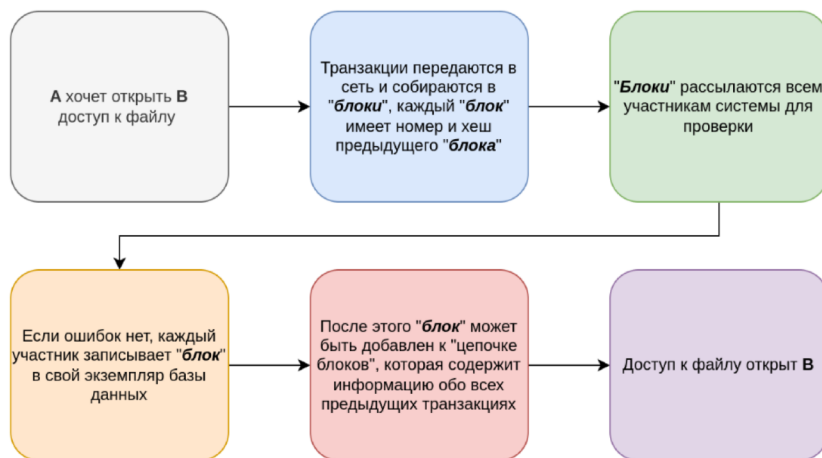 А хочет открыть В
доступ к файлу
Транзакции передаются в
сеть и собираются в
"блоки", каждый "блок"
имеет номер и хеш
предыдущего "блока"
"Блоки" рассылаются всем
участникам системы для
проверки
Если ошибок нет, каждый
участник записывает "блок"
в свой экземпляр базы
данных
После этого "блок" может
быть добавлен к "цепочке
блоков", которая содержит
информацию обо всех
предыдущих транзакциях
Доступ к файлу открыт В